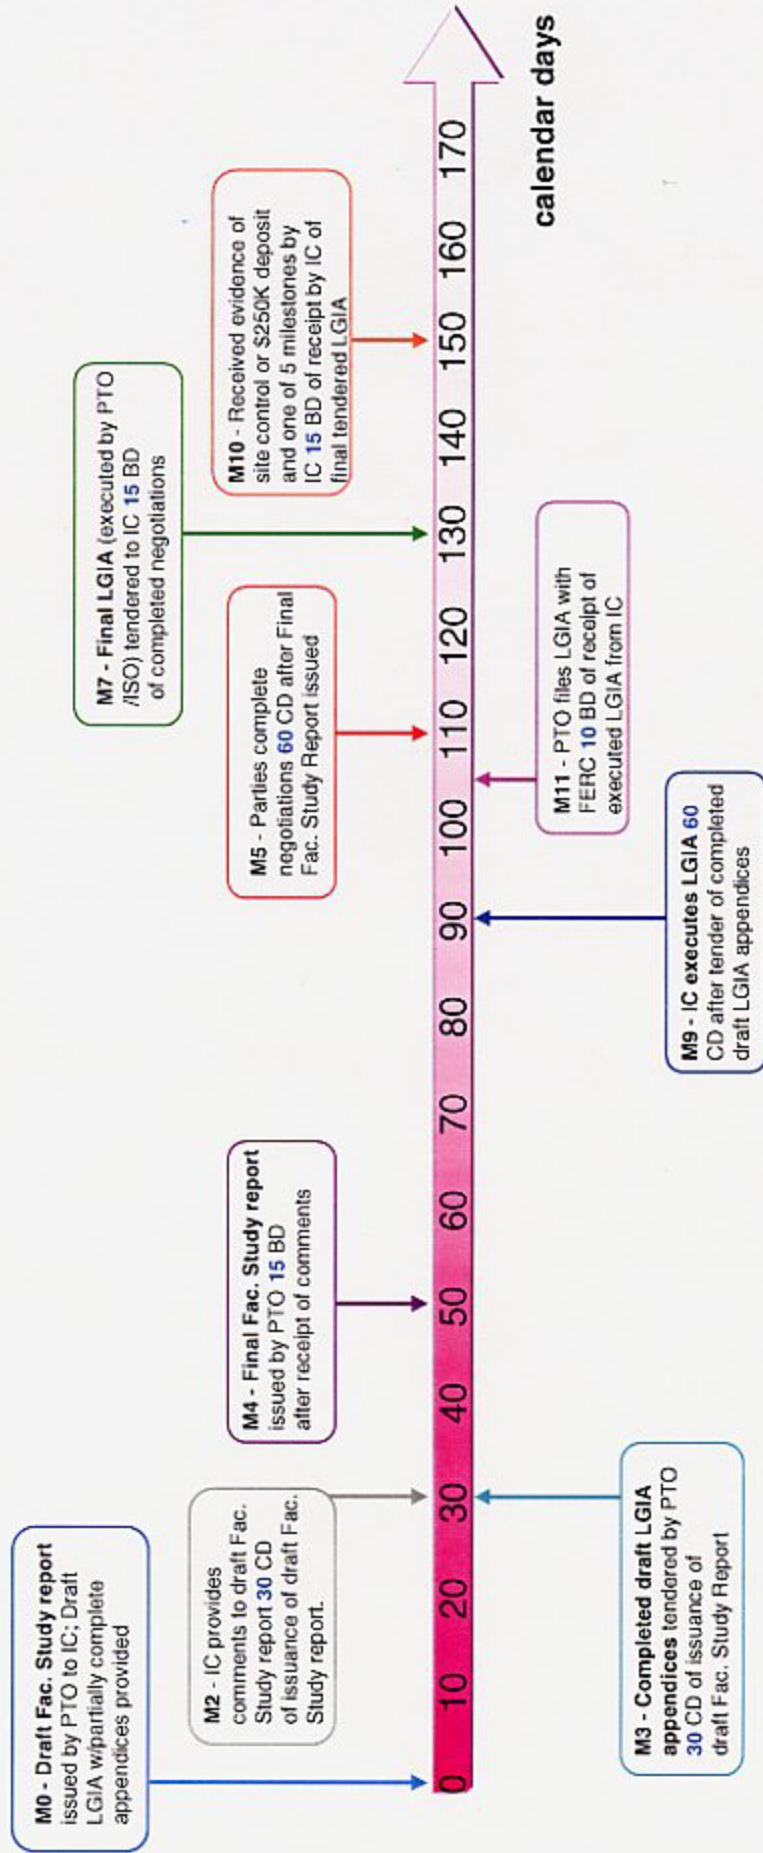 M0 - Draft Fac. Study report
issued by PTO to IC; Draft
LGIA w/partially complete
appendices provided
M2 - IC provides
comments to draft Fac.
Study report 30 CD
of issuance of draft Fac.
Study report.
M4 - Final Fac. Study report
issued by PTO 15 BD
after receipt of comments
M5 - Parties complete
negotiations 60 CD after Final
Fac. Study Report issued
M7 - Final LGIA (executed by PTO
/ISO) tendered to IC 15 BD
of completed negotiations
M10 - Received evidence of
site control or $250K deposit
and one of 5 milestones by
IC 15 BD of receipt by IC of
final tendered LGIA
0 10 20 30 40 50 60 70 80 90 100 110 120 130 140 150 160 170
calendar days
M3 - Completed draft LGIA
appendices tendered by PTO
30 CD of issuance of
draft Fac. Study Report
M9 - IC executes LGIA 60
CD after tender of completed
draft LGIA appendices
M11 - PTO files LGIA with
FERC 10 BD of receipt of
executed LGIA from IC